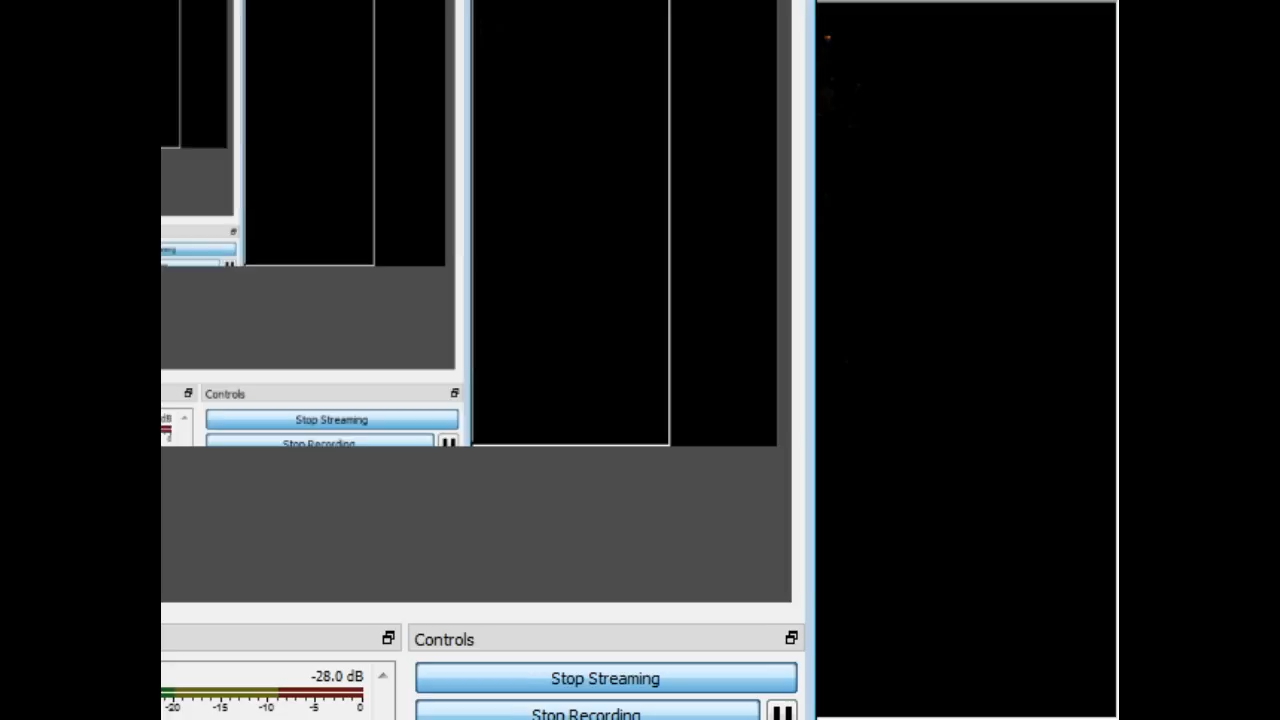 Controls
Stop Streaming
Stop Recording
Controls
-28.0 dB
Stop Streaming
-20 -15 -10 -5 0
Stop Recording